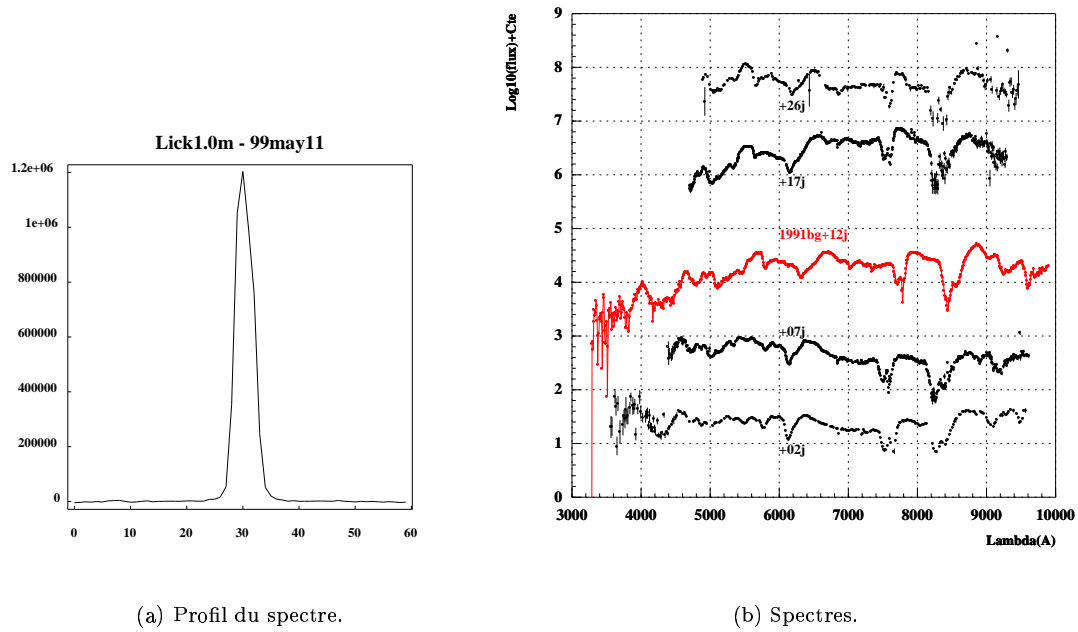 Lick1.0m - 99may11
1.2e+06
1e+06
800000
600000
400000
200000
0
0 10 20 30 40 50 60
(a) Profil du spectre.
Log10(flux)+Cte
9
8
7
6
5
4
3
2
1
0
+26j
+17j
1991bg+12j
+07j
+02j
3000 4000 5000 6000 7000 8000 9000 10000
Lambda(A)
(b) Spectres.